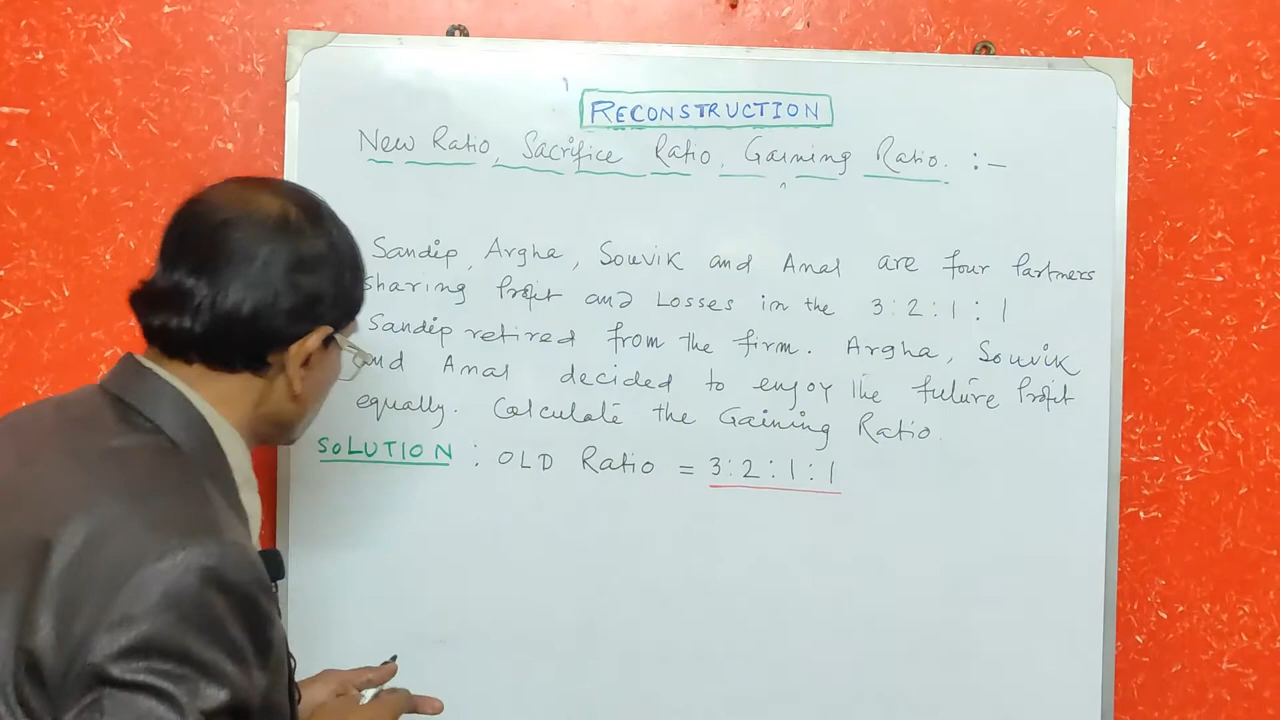 RECONSTRUCTION
New Ratio, Sacrifice Ratio, Gaining Ratio. :-
Sandip, Argha, Souvik and Amal are four Partners
Sharing Profit and Losses in the 3:2:1:1
Sandip retired from the firm. Argha, Souvik
and Amal decided to enjoy the future Profit
equally. Calculate the Gaining Ratio.
SOLUTION : OLD Ratio = 3:2:1:1